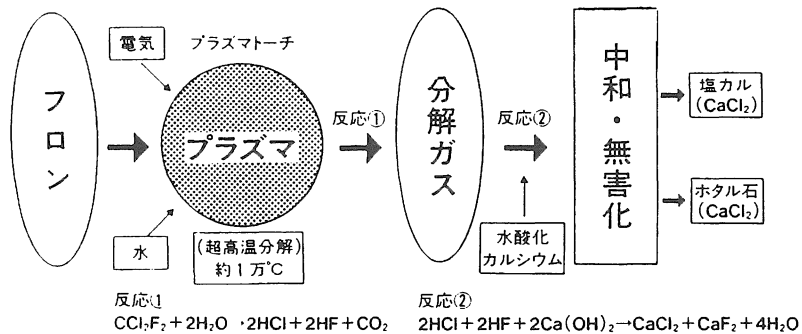 フロン
電気
プラズマトーチ
プラズマ
水
(超高温分解)
約1万℃
反応①
分解ガス
反応②
水酸化
カルシウム
中和・無害化
塩カル
(CaCl₂)
ホタル石
(CaCl₂)
反応①
CCl₂F₂+2H₂O→2HCl+2HF+CO₂
反応②
2HCl+2HF+2Ca(OH)₂→CaCl₂+CaF₂+4H₂O